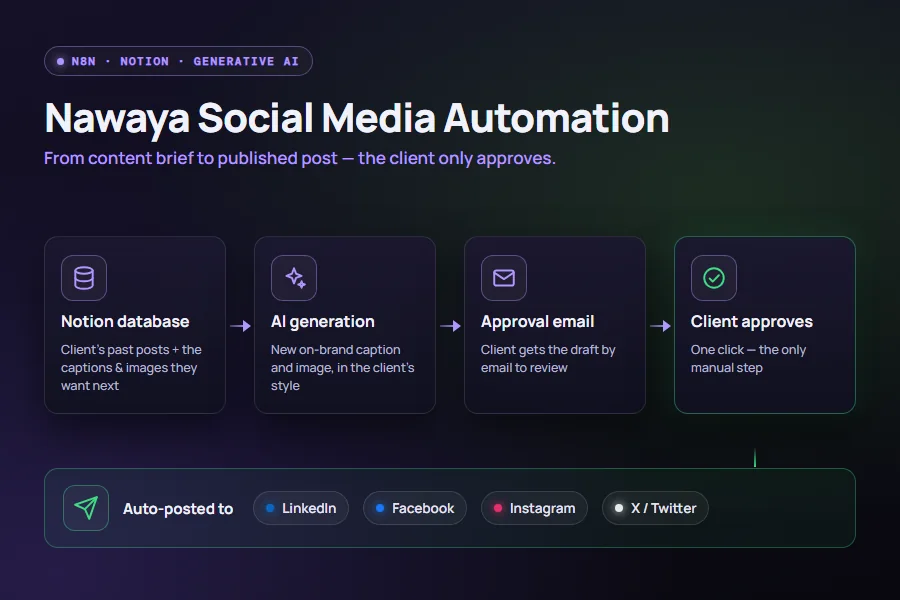 N8N · NOTION · GENERATIVE AI
Nawaya Social Media Automation
From content brief to published post — the client only approves.
Notion database
Client's past posts + the
captions & images they
want next
AI generation
New on-brand caption
and image, in the client's
style
Approval email
Client gets the draft by
email to review
Client approves
One click — the only
manual step
Auto-posted to
LinkedIn
Facebook
Instagram
X / Twitter